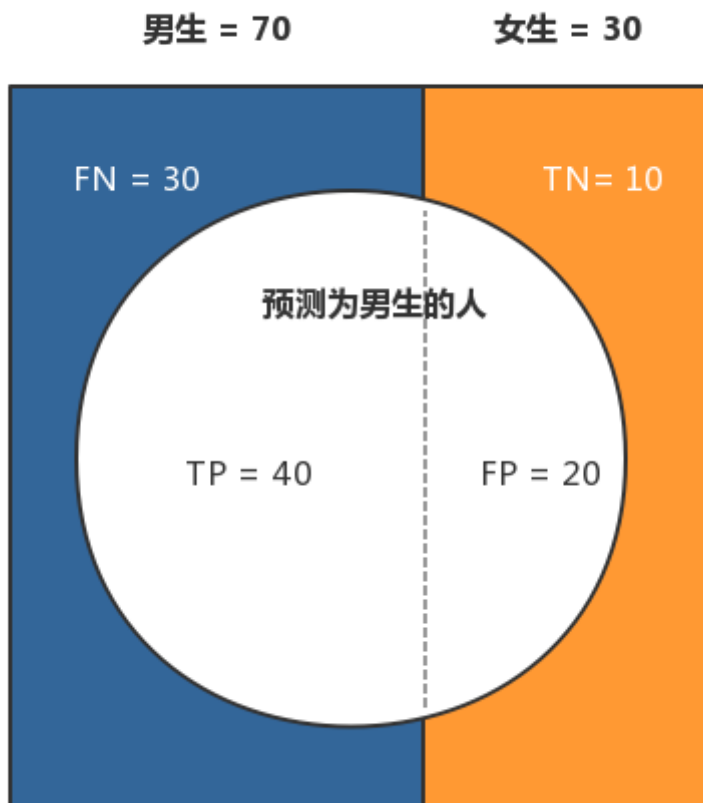 男生 = 70
女生 = 30
FN = 30
TN= 10
预测为男生的人
TP = 40
FP = 20